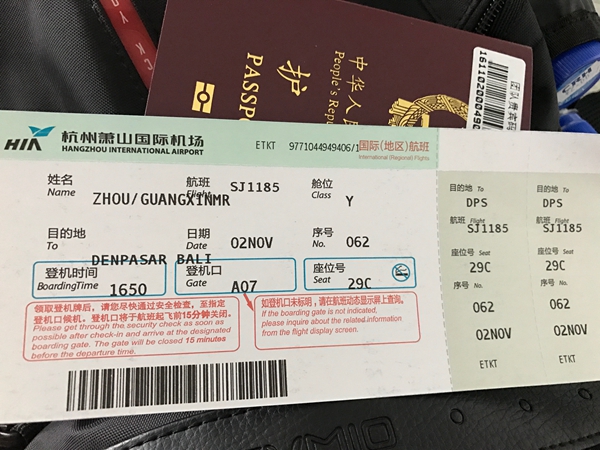 中华人民
People's Repu
护
PASSPO
团队贵宾码
161102000490
HIA
杭州萧山国际机场
HANGZHOU INTERNATIONAL AIRPORT
ETKT 9771044949406/1
国际(地区)航班
International (Regional) Flights
姓名 航班 SJ1185 舱位
Name ZHOU/GUANGXINMR Flight Class Y
目的地 日期 序号
To Date 02NOV No. 062
DENPASAR BALI
登机时间 登机口 座位号
BoardingTime 1650 Gate A07 Seat 29C
领取登机牌后，请您尽快通过安全检查，至指定
登机口候机。登机口将于航班起飞前15分钟关闭。
Please get through the security check as soon as
possible after check-in and arrive at the designated
boarding gate. The gate will be closed 15 minutes
before the departure time.
如登机口未标明，请在航班动态显示屏上查询。
If the boarding gate is not indicated,
please inquire about the related information
from the flight display screen.
目的地 To
DPS
航班 Flight
SJ1185
座位号 Seat
29C
序号 No.
062
02NOV
ETKT
目的地 To
DPS
航班 Flight
SJ1185
座位号 Seat
29C
序号 No.
062
02NOV
ETKT